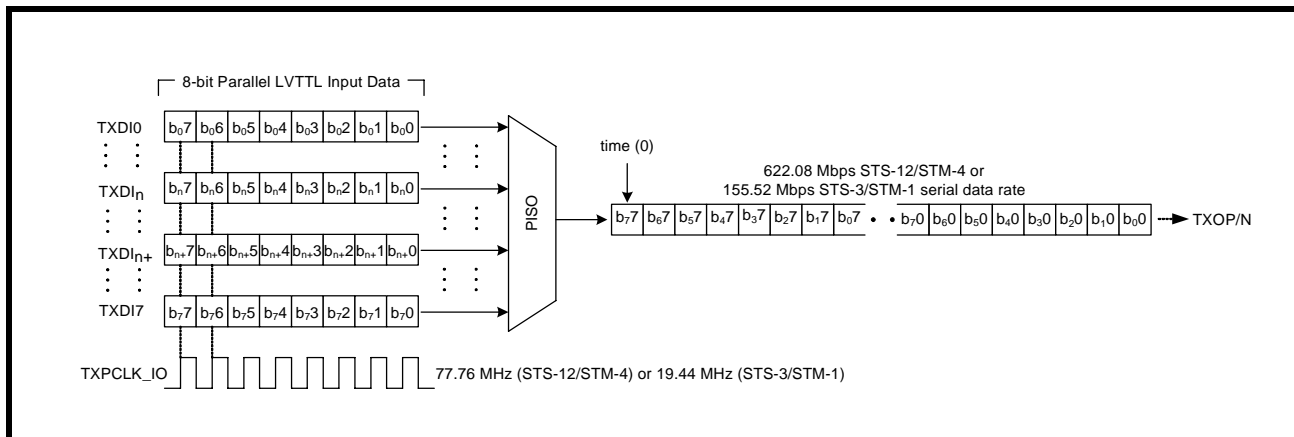 8-bit Parallel LVTTL Input Data
TXDI0 b07 b06 b05 b04 b03 b02 b01 b00
TXDIn bn7 bn6 bn5 bn4 bn3 bn2 bn1 bn0
TXDIn+ bn+7 bn+6 bn+5 bn+4 bn+3 bn+2 bn+1 bn+0
TXDI7 b77 b76 b75 b74 b73 b72 b71 b70
PISO
time (0)
622.08 Mbps STS-12/STM-4 or
155.52 Mbps STS-3/STM-1 serial data rate
b77 b67 b57 b47 b37 b27 b17 b07 b70 b60 b50 b40 b30 b20 b10 b00 TXOP/N
TXPCLK_IO 77.76 MHz (STS-12/STM-4) or 19.44 MHz (STS-3/STM-1)